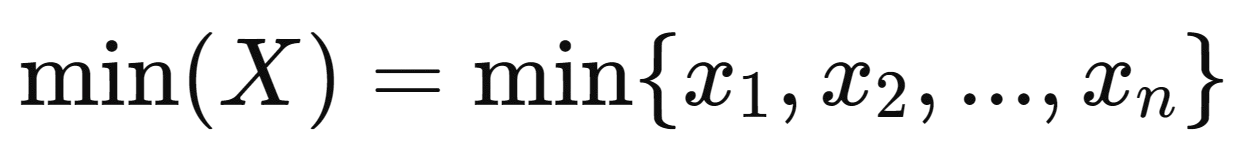 min(X) = min{x₁, x₂, ..., xₙ}